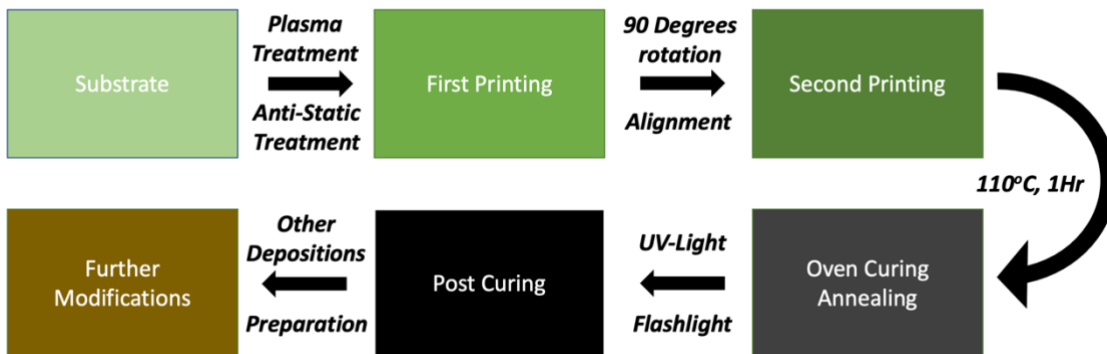 Substrate
Plasma
Treatment
Anti-Static
Treatment
First Printing
90 Degrees
rotation
Alignment
Second Printing
110°C, 1Hr
Oven Curing
Annealing
UV-Light
Flashlight
Post Curing
Other
Depositions
Preparation
Further
Modifications